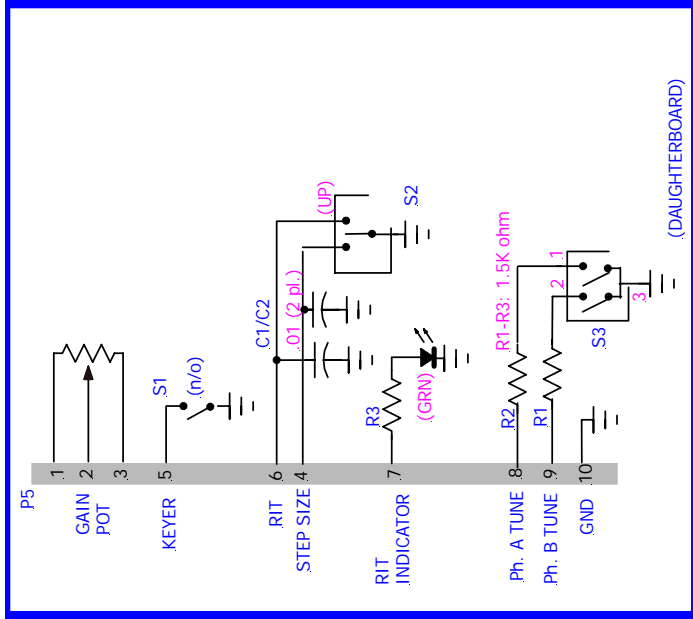 P5
1
GAIN
POT
2
3
KEYER
5
S1
(n/o)
RIT
6
STEP SIZE
4
C1/C2
.01 (2 pl.)
(UP)
S2
RIT
INDICATOR
7
R3
(GRN)
R1-R3: 1.5K ohm
Ph. A TUNE
8
R2
1
Ph. B TUNE
9
R1
2
3
S3
GND
10
(DAUGHTERBOARD)